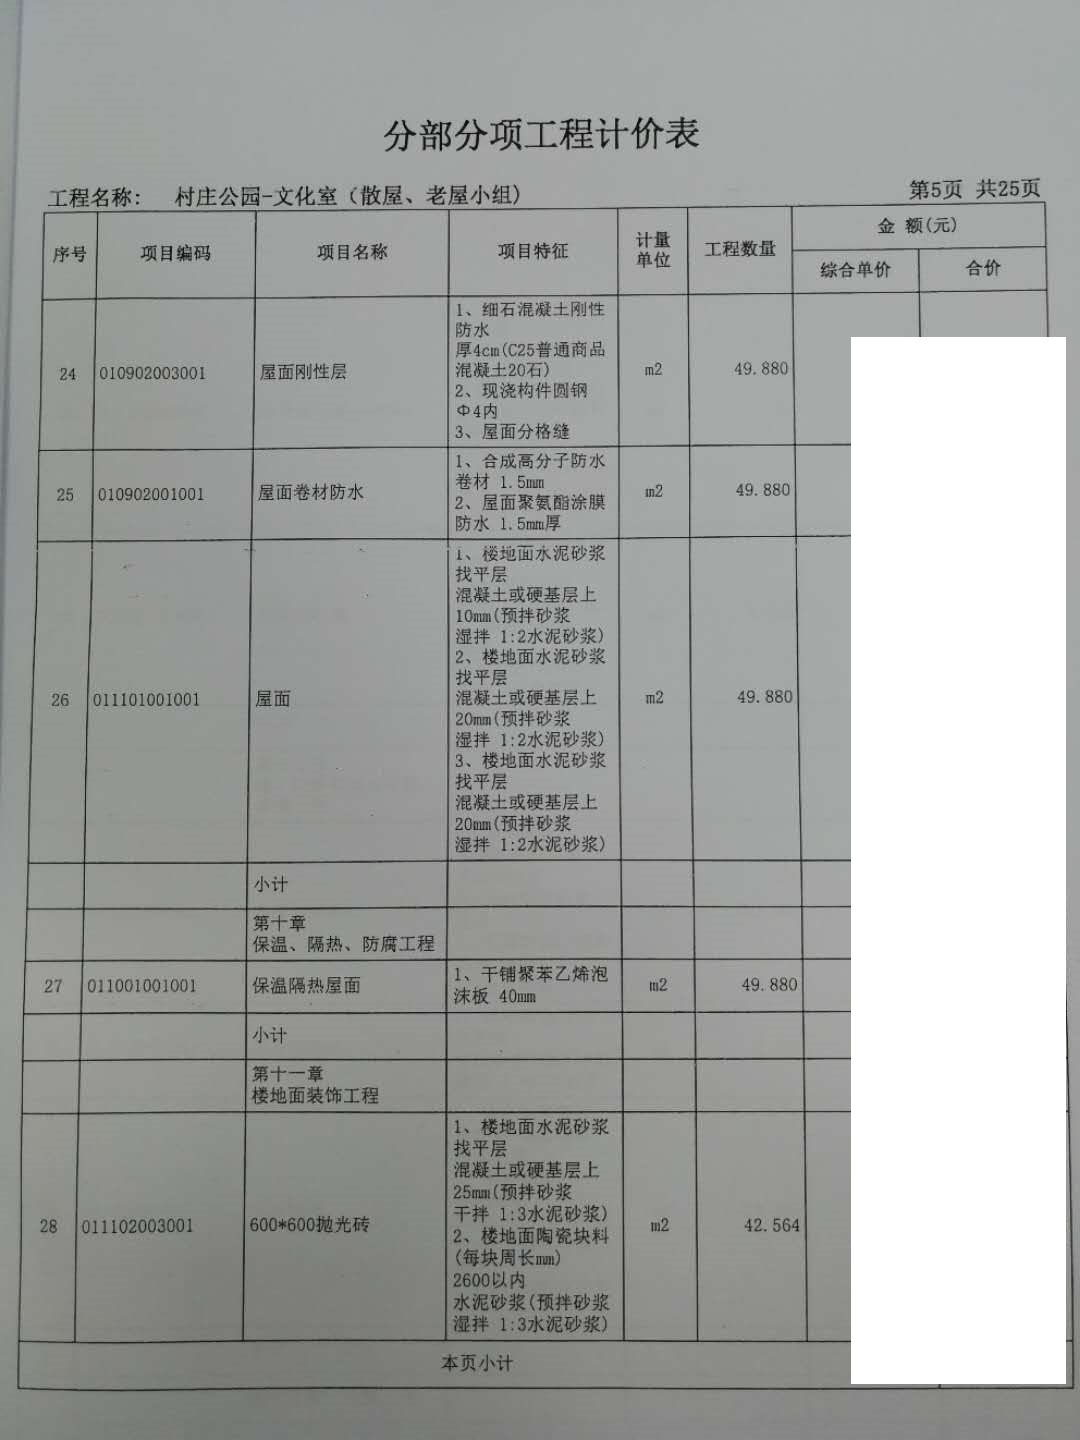 分部分项工程计价表
工程名称: 村庄公园-文化室（散屋、老屋小组)
第5页 共25页
序号 项目编码 项目名称 项目特征 计量单位 工程数量 金 额(元)
综合单价 合价
24 010902003001 屋面刚性层 m2 49.880
1、细石混凝土刚性
防水
厚4cm(C25普通商品
混凝土20石)
2、现浇构件圆钢
Φ4内
3、屋面分格缝
25 010902001001 屋面卷材防水 m2 49.880
1、合成高分子防水
卷材 1.5mm
2、屋面聚氨酯涂膜
防水 1.5mm厚
26 011101001001 屋面 m2 49.880
1、楼地面水泥砂浆
找平层
混凝土或硬基层上
10mm(预拌砂浆
湿拌 1:2水泥砂浆)
2、楼地面水泥砂浆
找平层
混凝土或硬基层上
20mm(预拌砂浆
湿拌 1:2水泥砂浆)
3、楼地面水泥砂浆
找平层
混凝土或硬基层上
20mm(预拌砂浆
湿拌 1:2水泥砂浆)
小计
第十章
保温、隔热、防腐工程
27 011001001001 保温隔热屋面 m2 49.880
1、干铺聚苯乙烯泡
沫板 40mm
小计
第十一章
楼地面装饰工程
28 011102003001 600*600抛光砖 m2 42.564
1、楼地面水泥砂浆
找平层
混凝土或硬基层上
25mm(预拌砂浆
干拌 1:3水泥砂浆)
2、楼地面陶瓷块料
(每块周长mm)
2600以内
水泥砂浆(预拌砂浆
湿拌 1:3水泥砂浆)
本页小计